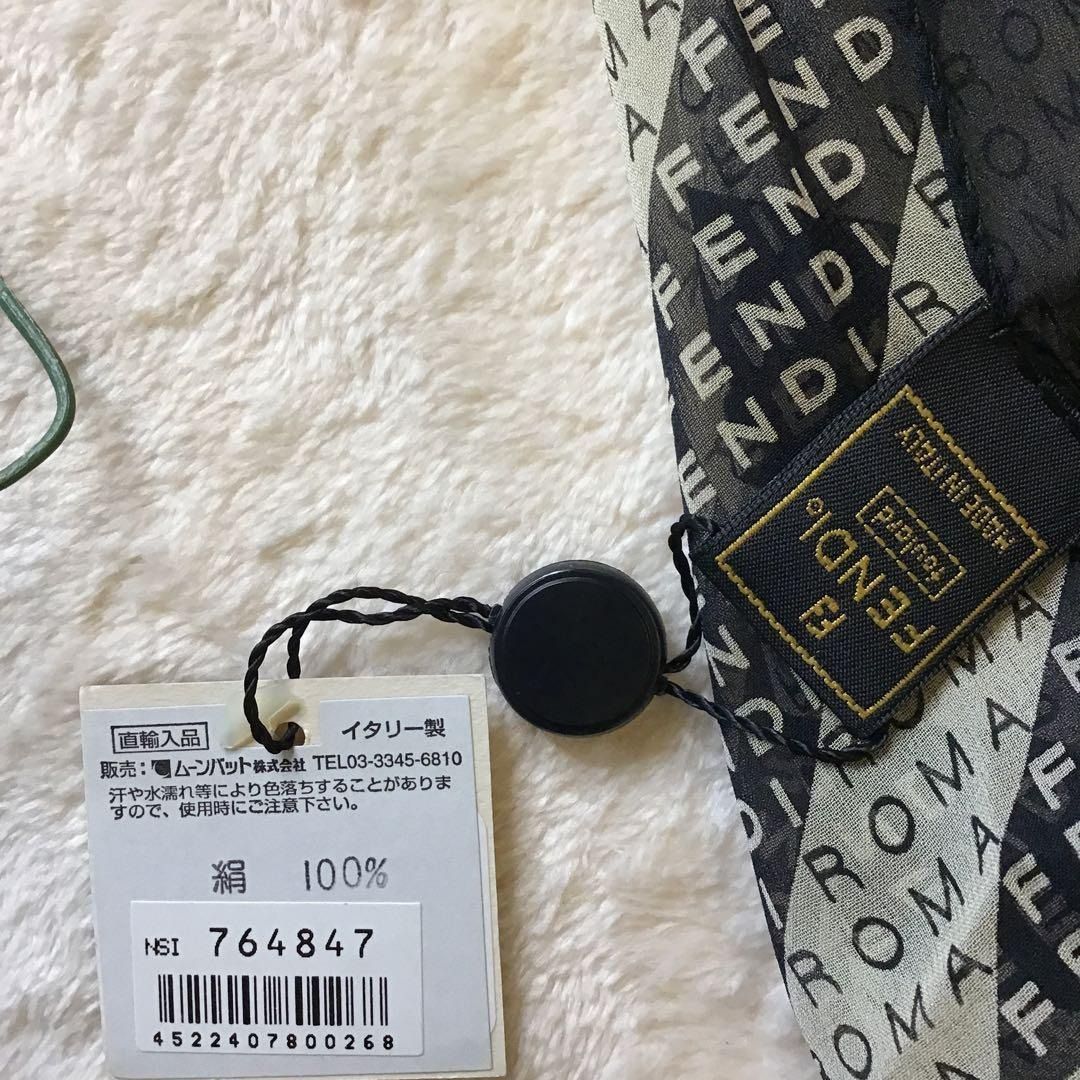 直輸入品 イタリー製
販売：ムーンバット株式会社 TEL03-3345-6810
汗や水濡れ等により色落ちすることがありま
すので、使用時にご注意下さい。
絹 100%
NSI 764847
4522407800268
FENDI
foulard
MADE IN ITALY
FENDI
FENDI
FENDI
FENDI
ROMA
ROMA
ROMA